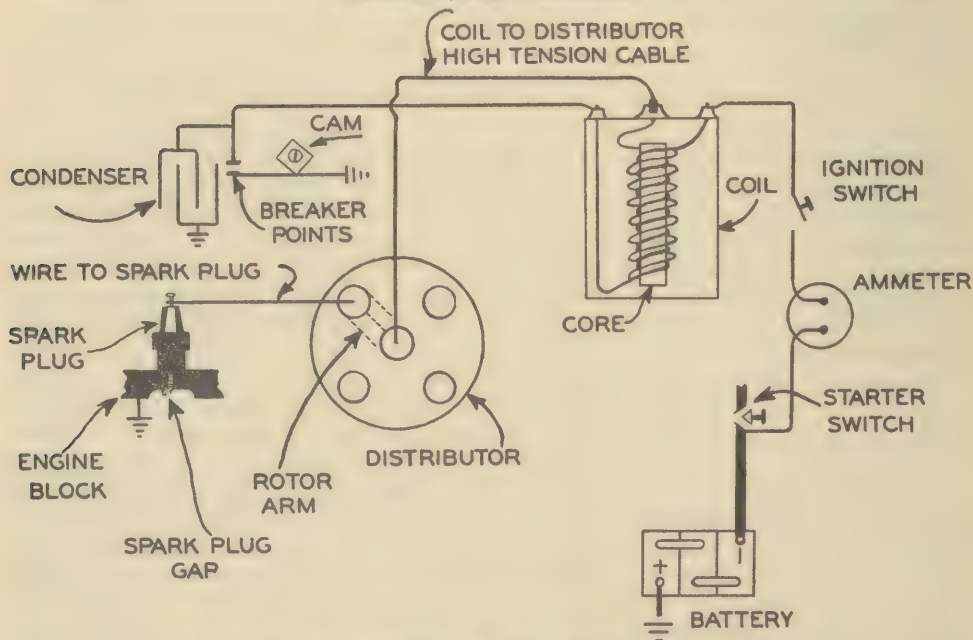 COIL TO DISTRIBUTOR
HIGH TENSION CABLE
CAM
CONDENSER
BREAKER
POINTS
COIL
IGNITION
SWITCH
WIRE TO SPARK PLUG
AMMETER
SPARK
PLUG
CORE
STARTER
SWITCH
ENGINE
BLOCK
ROTOR
ARM
DISTRIBUTOR
SPARK PLUG
GAP
+
−
BATTERY